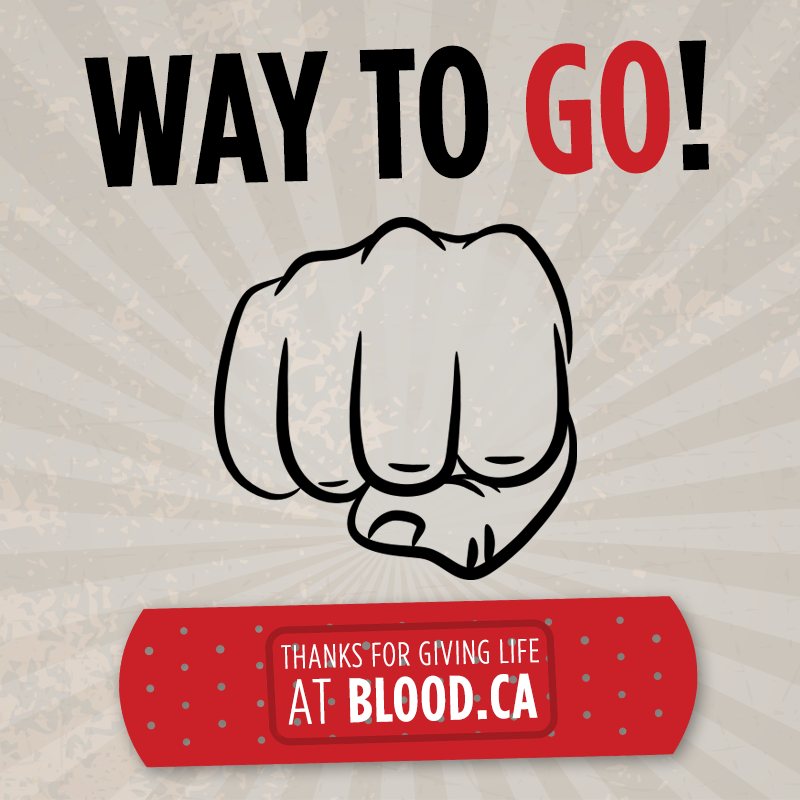 WAY TO GO!
THANKS FOR GIVING LIFE
AT BLOOD.CA